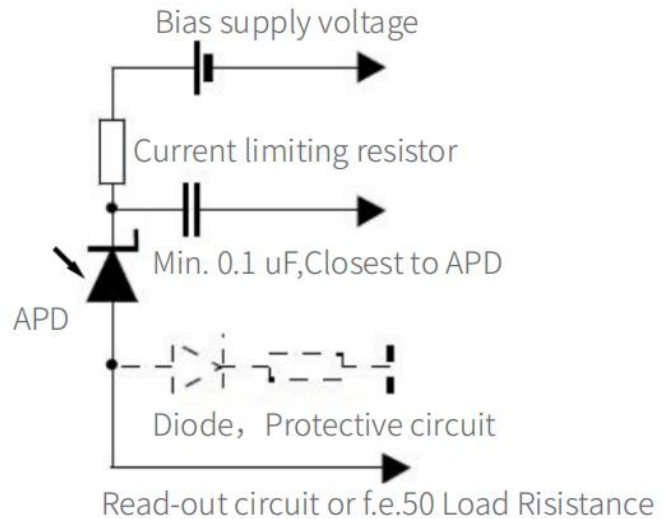 Bias supply voltage
Current limiting resistor
Min. 0.1 uF,Closest to APD
APD
Diode，Protective circuit
Read-out circuit or f.e.50 Load Risistance